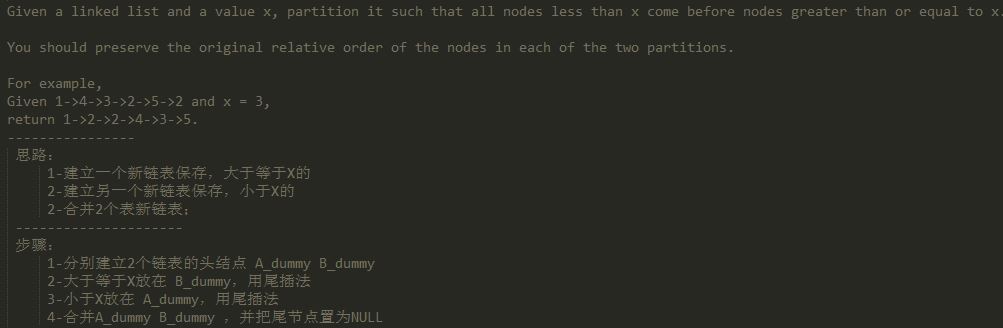 Given a linked list and a value x, partition it such that all nodes less than x come before nodes greater than or equal to x.
You should preserve the original relative order of the nodes in each of the two partitions.
For example,
Given 1->4->3->2->5->2 and x = 3,
return 1->2->2->4->3->5.
----------------
思路:
1-建立一个新链表保存，大于等于X的
2-建立另一个新链表保存，小于X的
2-合并2个表新链表;
---------------------
步骤:
1-分别建立2个链表的头结点 A_dummy B_dummy
2-大于等于X放在 B_dummy，用尾插法
3-小于X放在 A_dummy，用尾插法
4-合并A_dummy B_dummy ，并把尾节点置为NULL